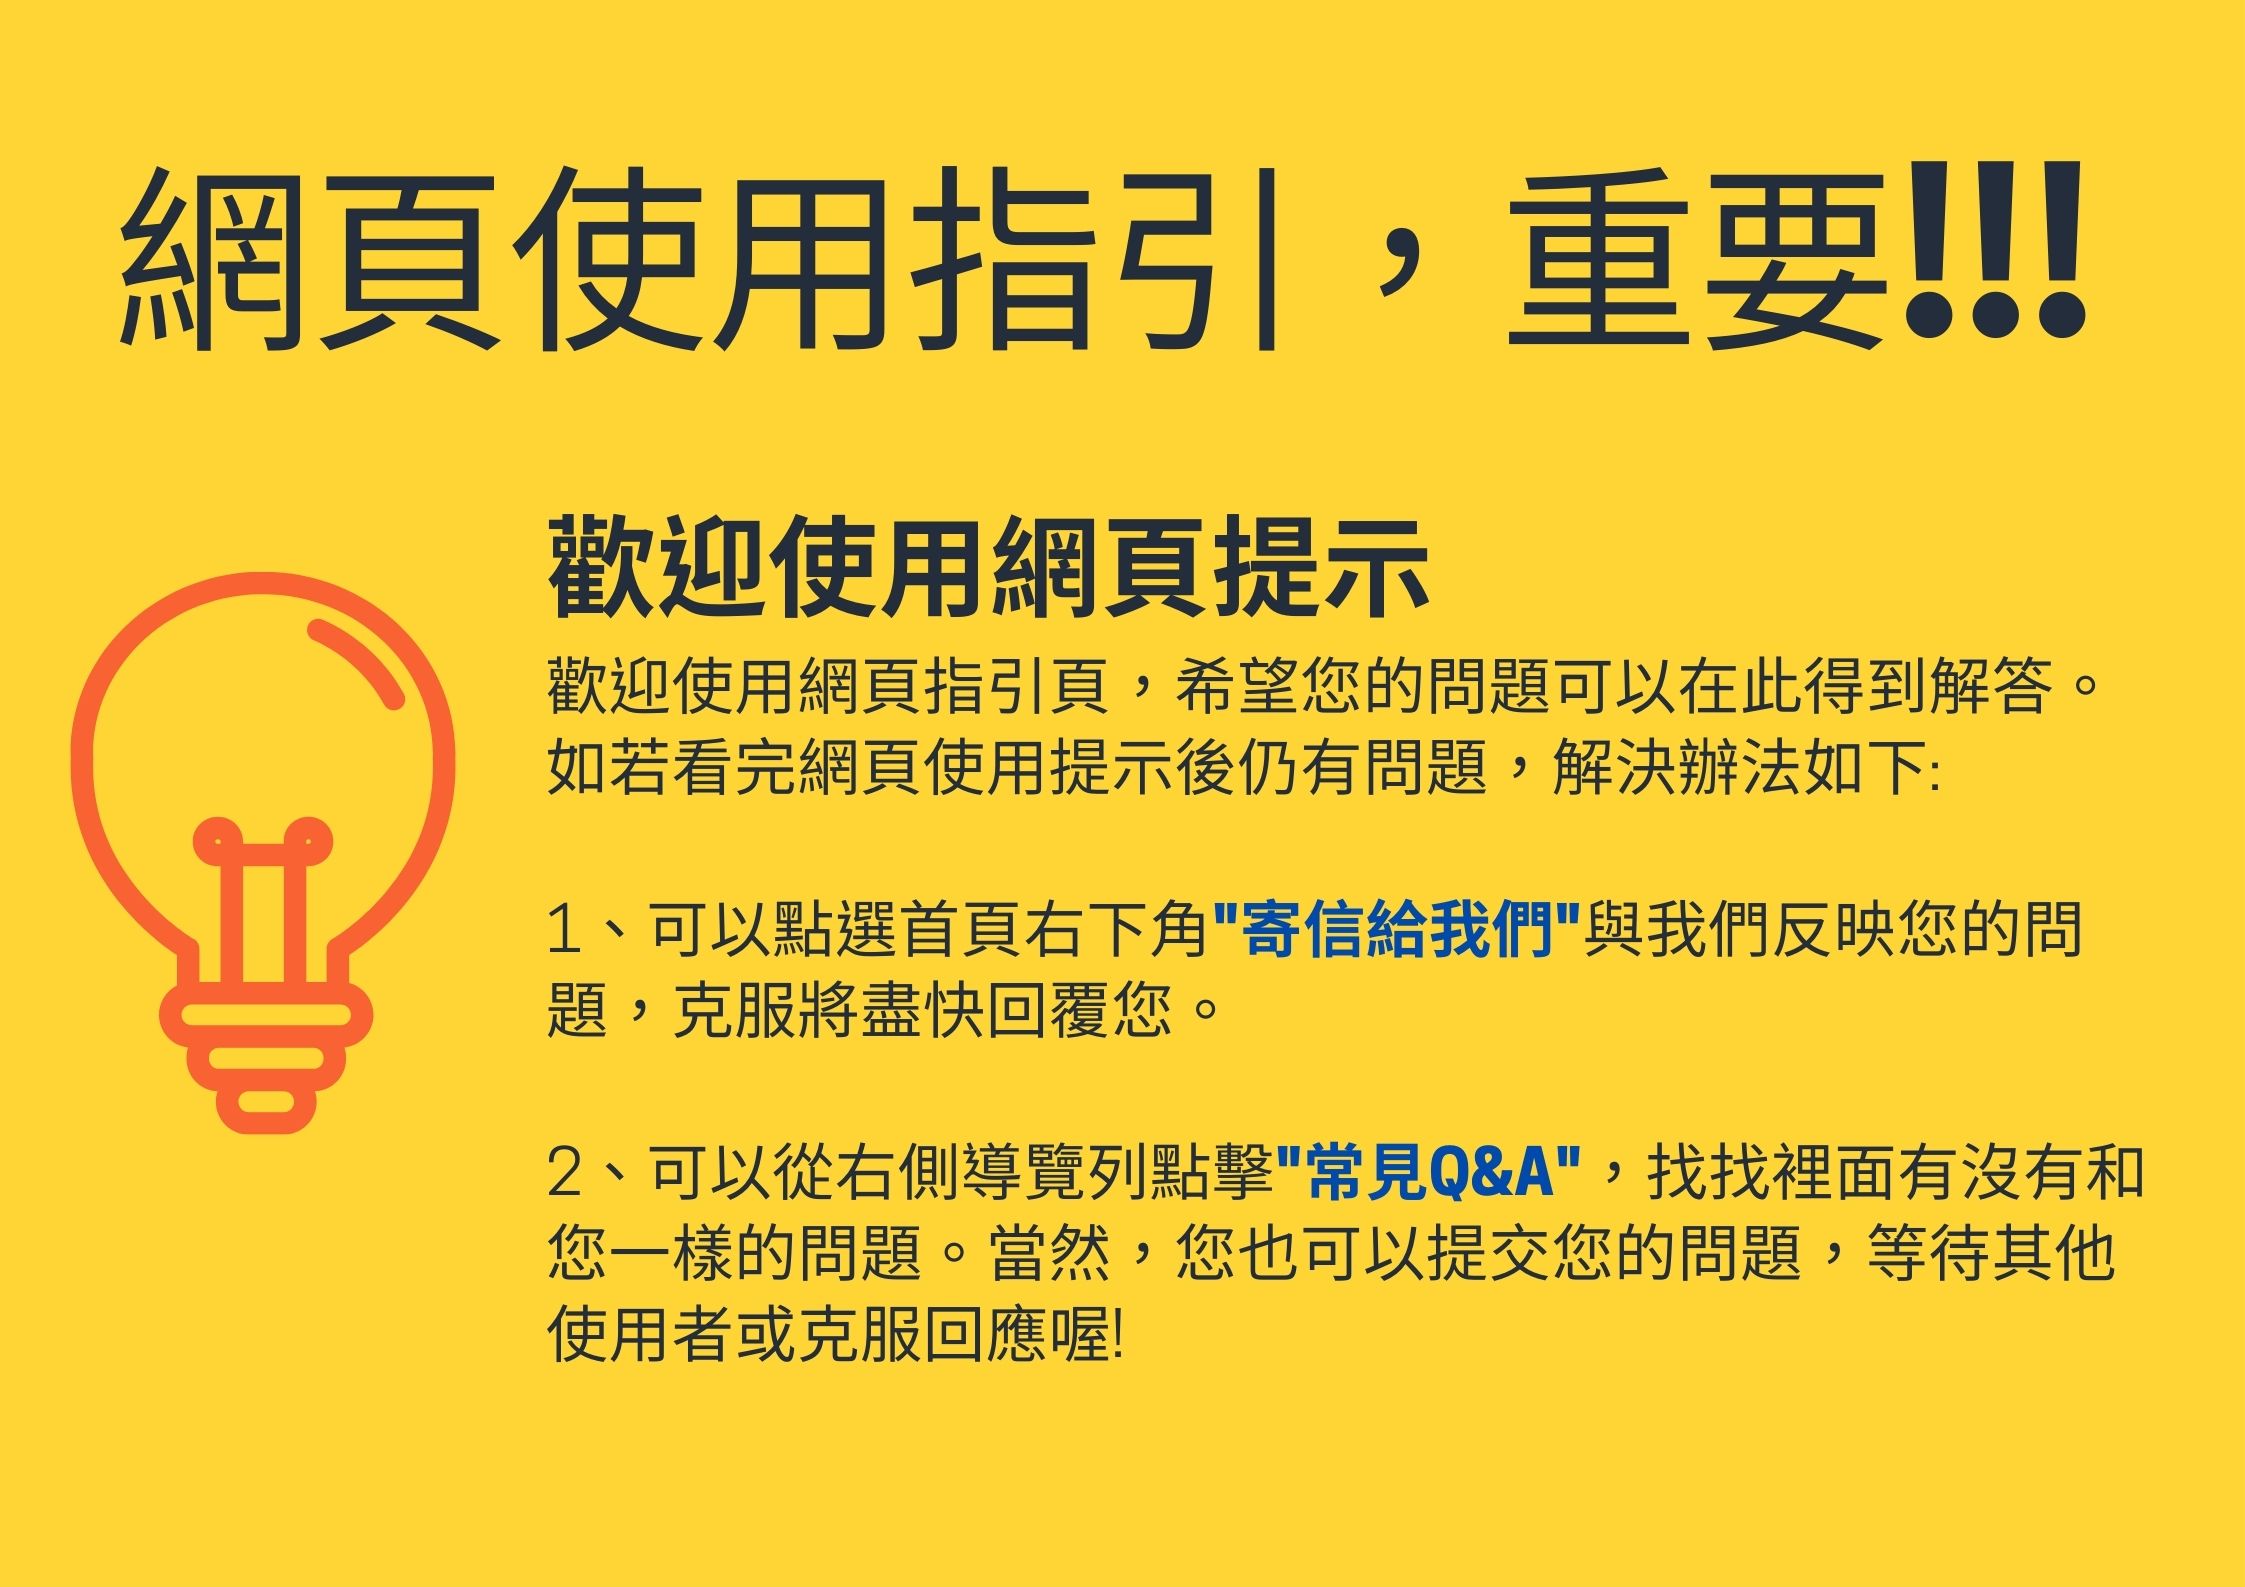 網頁使用指引，重要!!!
歡迎使用網頁提示
歡迎使用網頁指引頁，希望您的問題可以在此得到解答。
如若看完網頁使用提示後仍有問題，解決辦法如下:
1、可以點選首頁右下角"寄信給我們"與我們反映您的問
題，克服將盡快回覆您。
2、可以從右側導覽列點擊"常見Q&A"，找找裡面有沒有和
您一樣的問題。當然，您也可以提交您的問題，等待其他
使用者或克服回應喔!